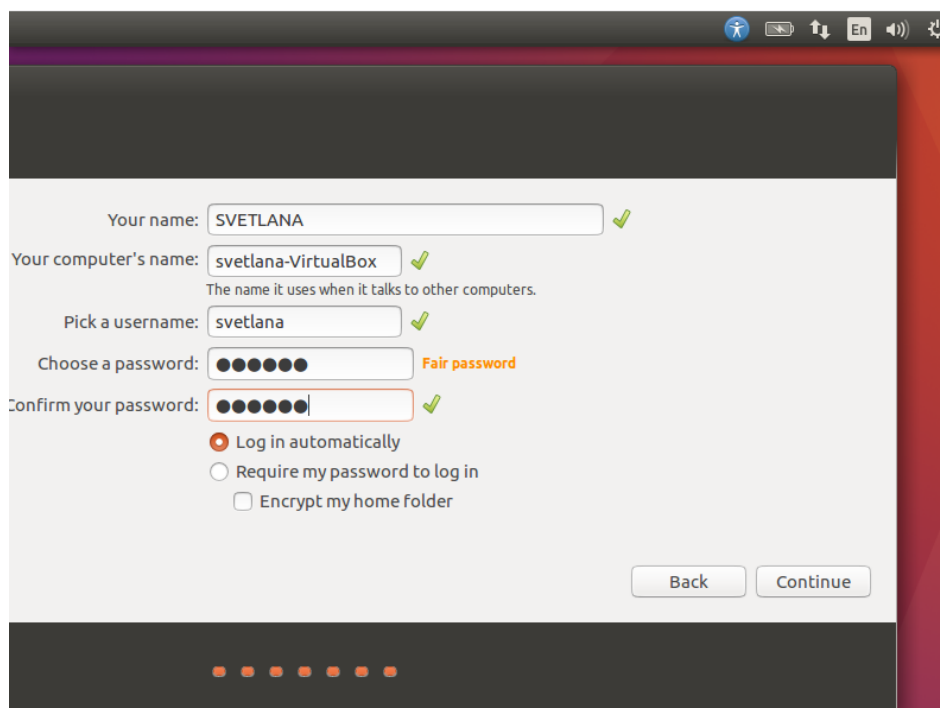 En
Your name: SVETLANA
Your computer's name: svetlana-VirtualBox
The name it uses when it talks to other computers.
Pick a username: svetlana
Choose a password: ●●●●●● Fair password
Confirm your password: ●●●●●●
Log in automatically
Require my password to log in
Encrypt my home folder
Back Continue